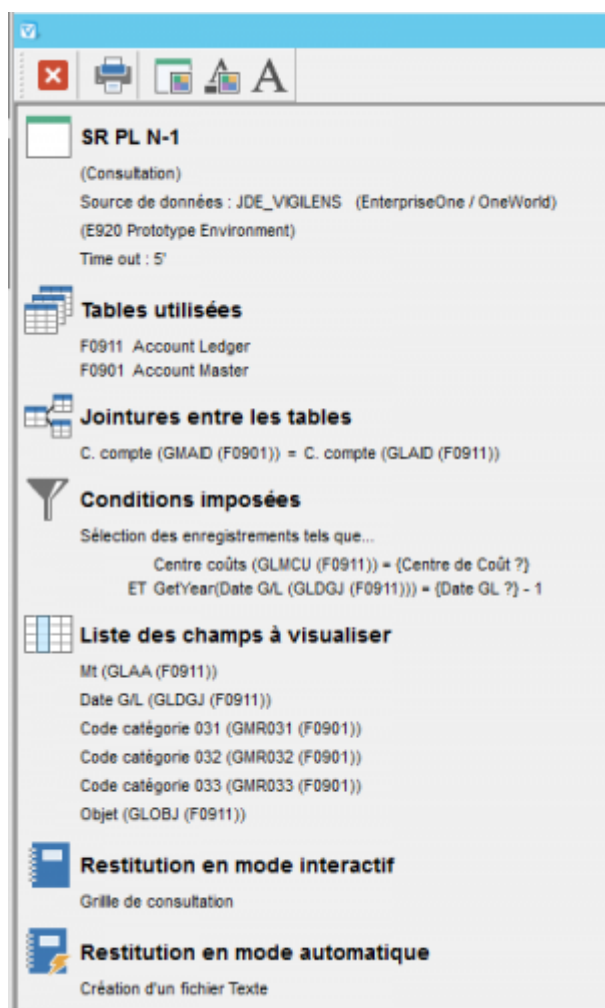 SR PL N-1
(Consultation)
Source de données : JDE_VIGILENS (EnterpriseOne / OneWorld)
(E920 Prototype Environment)
Time out : 5'
Tables utilisées
F0911 Account Ledger
F0901 Account Master
Jointures entre les tables
C. compte (GMAID (F0901)) = C. compte (GLAID (F0911))
Conditions imposées
Sélection des enregistrements tels que...
Centre coûts (GLMCU (F0911)) = {Centre de Coût ?}
ET GetYear(Date G/L (GLDGJ (F0911))) = {Date GL ?} - 1
Liste des champs à visualiser
Mt (GLAA (F0911))
Date G/L (GLDGJ (F0911))
Code catégorie 031 (GMR031 (F0901))
Code catégorie 032 (GMR032 (F0901))
Code catégorie 033 (GMR033 (F0901))
Objet (GLOBJ (F0911))
Restitution en mode interactif
Grille de consultation
Restitution en mode automatique
Création d'un fichier Texte